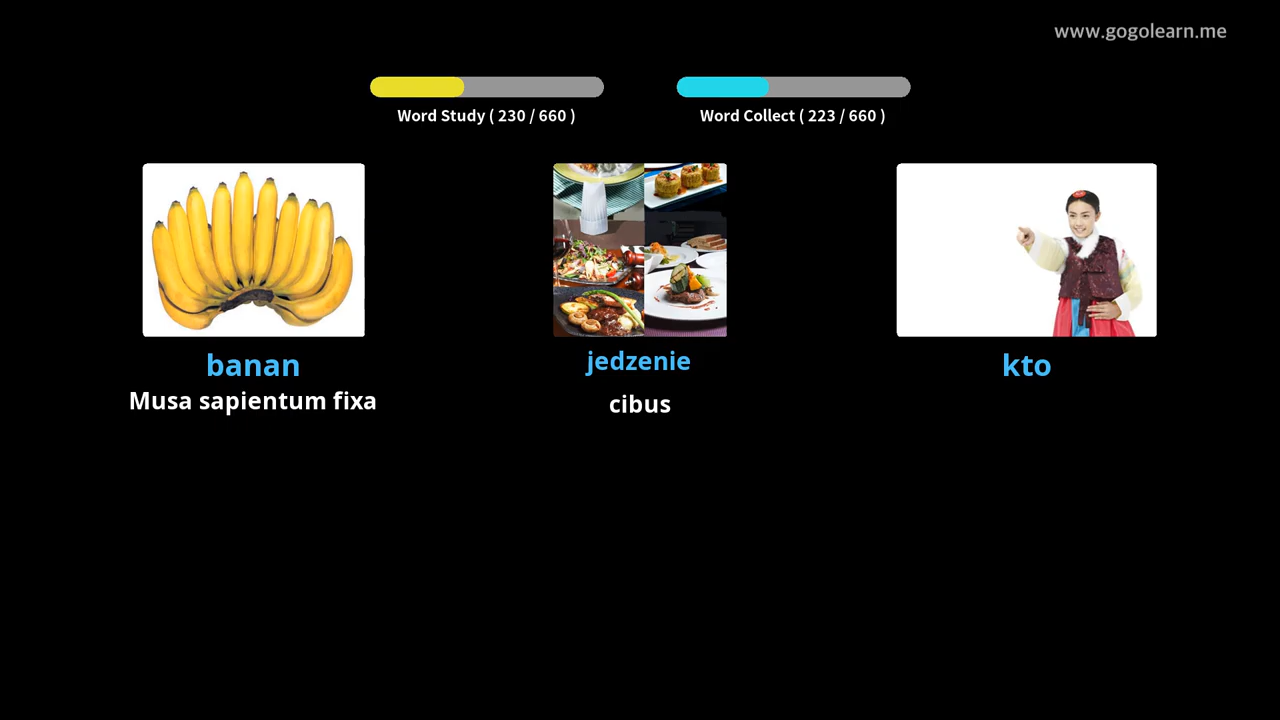 www.gogolearn.me
Word Study ( 230 / 660 )
Word Collect ( 223 / 660 )
banan
jedzenie
kto
Musa sapientum fixa
cibus